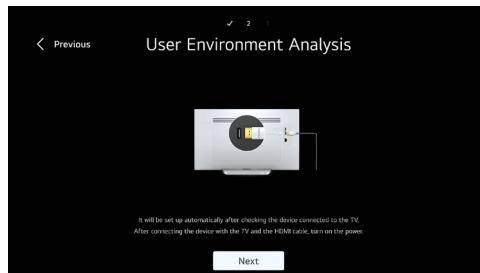 2 3
Previous
User Environment Analysis
It will be set up automatically after checking the device connected to the TV.
After connecting the device with the TV and the HDMI cable, turn on the power.
Next